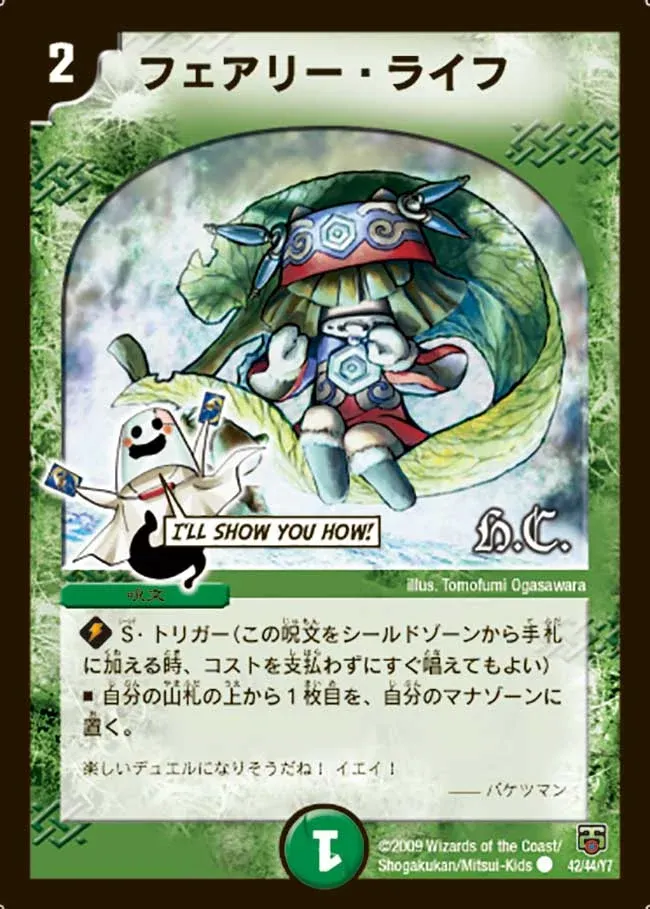 2
フェアリー・ライフ
I'LL SHOW YOU HOW!
H.C.
illus. Tomofumi Ogasawara
呪文
S・トリガー(この呪文をシールドゾーンから手札
に加える時、コストを支払わずにすぐ唱えてもよい)
■ 自分の山札の上から1枚目を、自分のマナゾーンに
置く。
楽しいデュエルになりそうだね! イエイ!
—— バケツマン
1
©2009 Wizards of the Coast/
Shogakukan/Mitsui-Kids
42/44/Y7